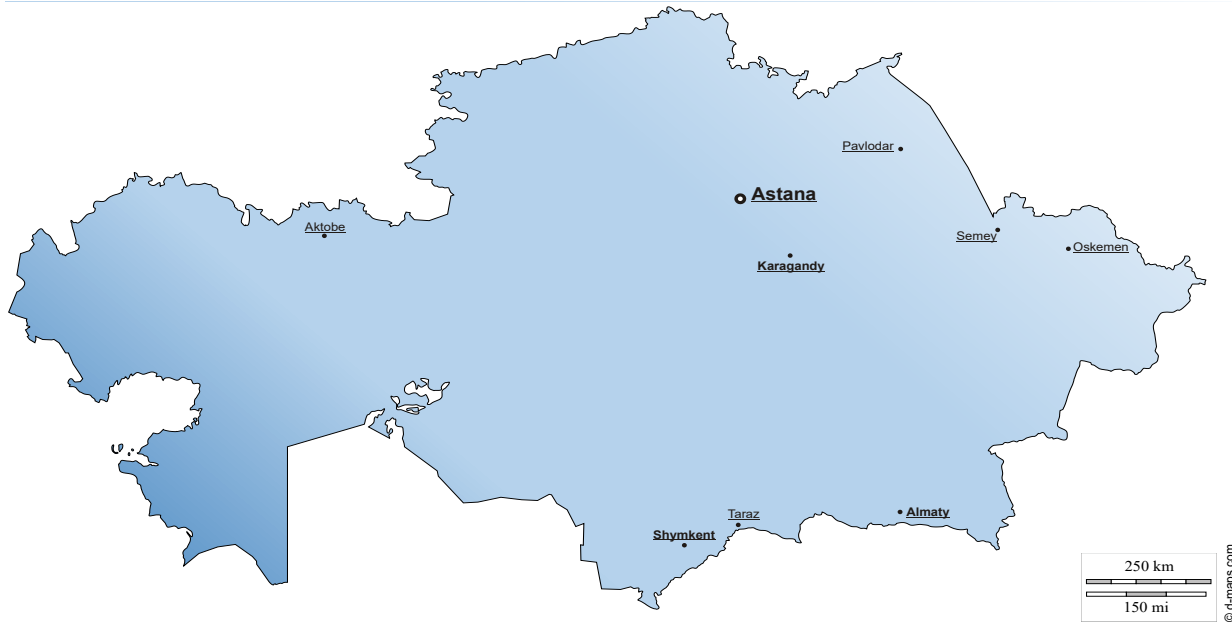 Pavlodar
Astana
Aktobe
Semey
Oskemen
Karagandy
Taraz
Almaty
Shymkent
250 km
150 mi
© d-maps.com